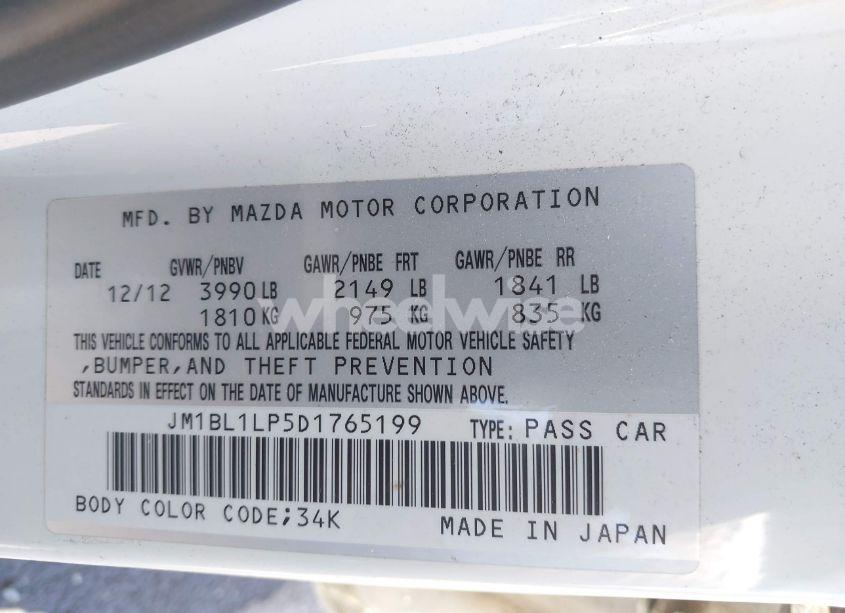 MFD. BY MAZDA MOTOR CORPORATION
DATE GVWR/PNBV GAWR/PNBE FRT GAWR/PNBE RR
12/12 3990 LB 2149 LB 1841 LB
1810 KG 975 KG 835 KG
wheelwise
THIS VEHICLE CONFORMS TO ALL APPLICABLE FEDERAL MOTOR VEHICLE SAFETY
,BUMPER,AND THEFT PREVENTION
STANDARDS IN EFFECT ON THE DATE OF MANUFACTURE SHOWN ABOVE.
JM1BL1LP5D1765199 TYPE: PASS CAR
BODY COLOR CODE;34K
MADE IN JAPAN